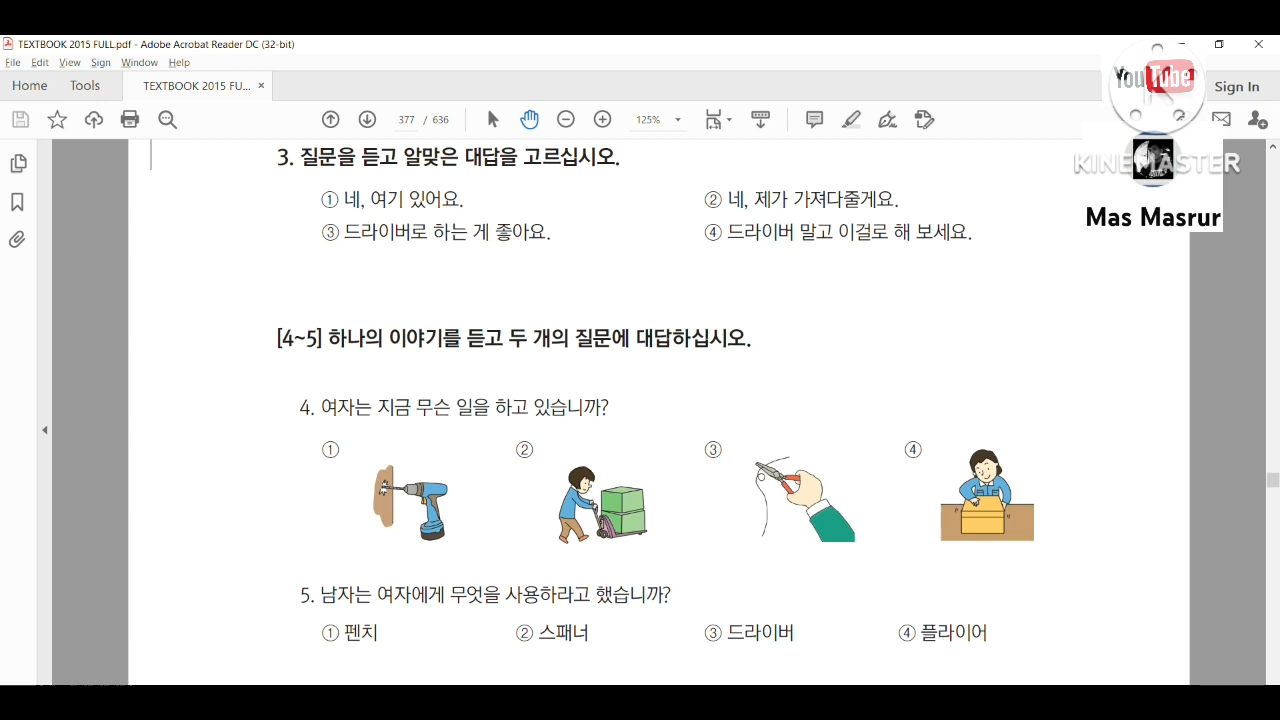 TEXTBOOK 2015 FULL.pdf - Adobe Acrobat Reader DC (32-bit)
File Edit View Sign Window Help
Home Tools TEXTBOOK 2015 FU... × Sign In
377 / 636 125%
YouTube
KINEMASTER
Mas Masrur
3. 질문을 듣고 알맞은 대답을 고르십시오.
① 네, 여기 있어요. ② 네, 제가 가져다줄게요.
③ 드라이버로 하는 게 좋아요. ④ 드라이버 말고 이걸로 해 보세요.
[4~5] 하나의 이야기를 듣고 두 개의 질문에 대답하십시오.
4. 여자는 지금 무슨 일을 하고 있습니까?
① ② ③ ④
5. 남자는 여자에게 무엇을 사용하라고 했습니까?
① 펜치 ② 스패너 ③ 드라이버 ④ 플라이어